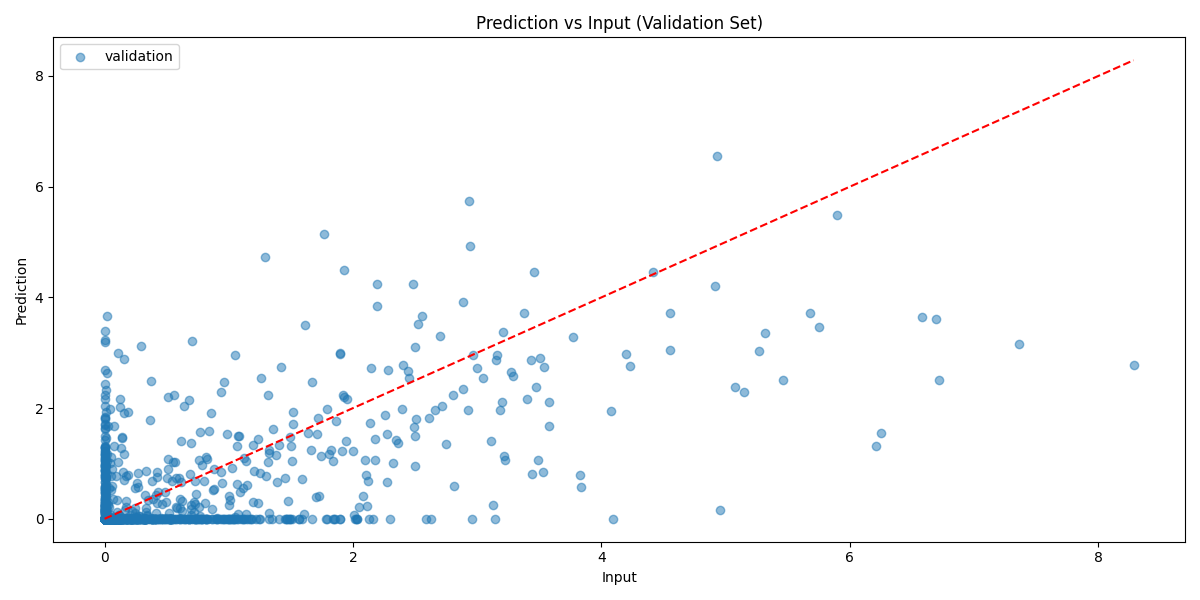 Prediction vs Input (Validation Set)
validation
Prediction
8
6
4
2
0
0 2 4 6 8
Input